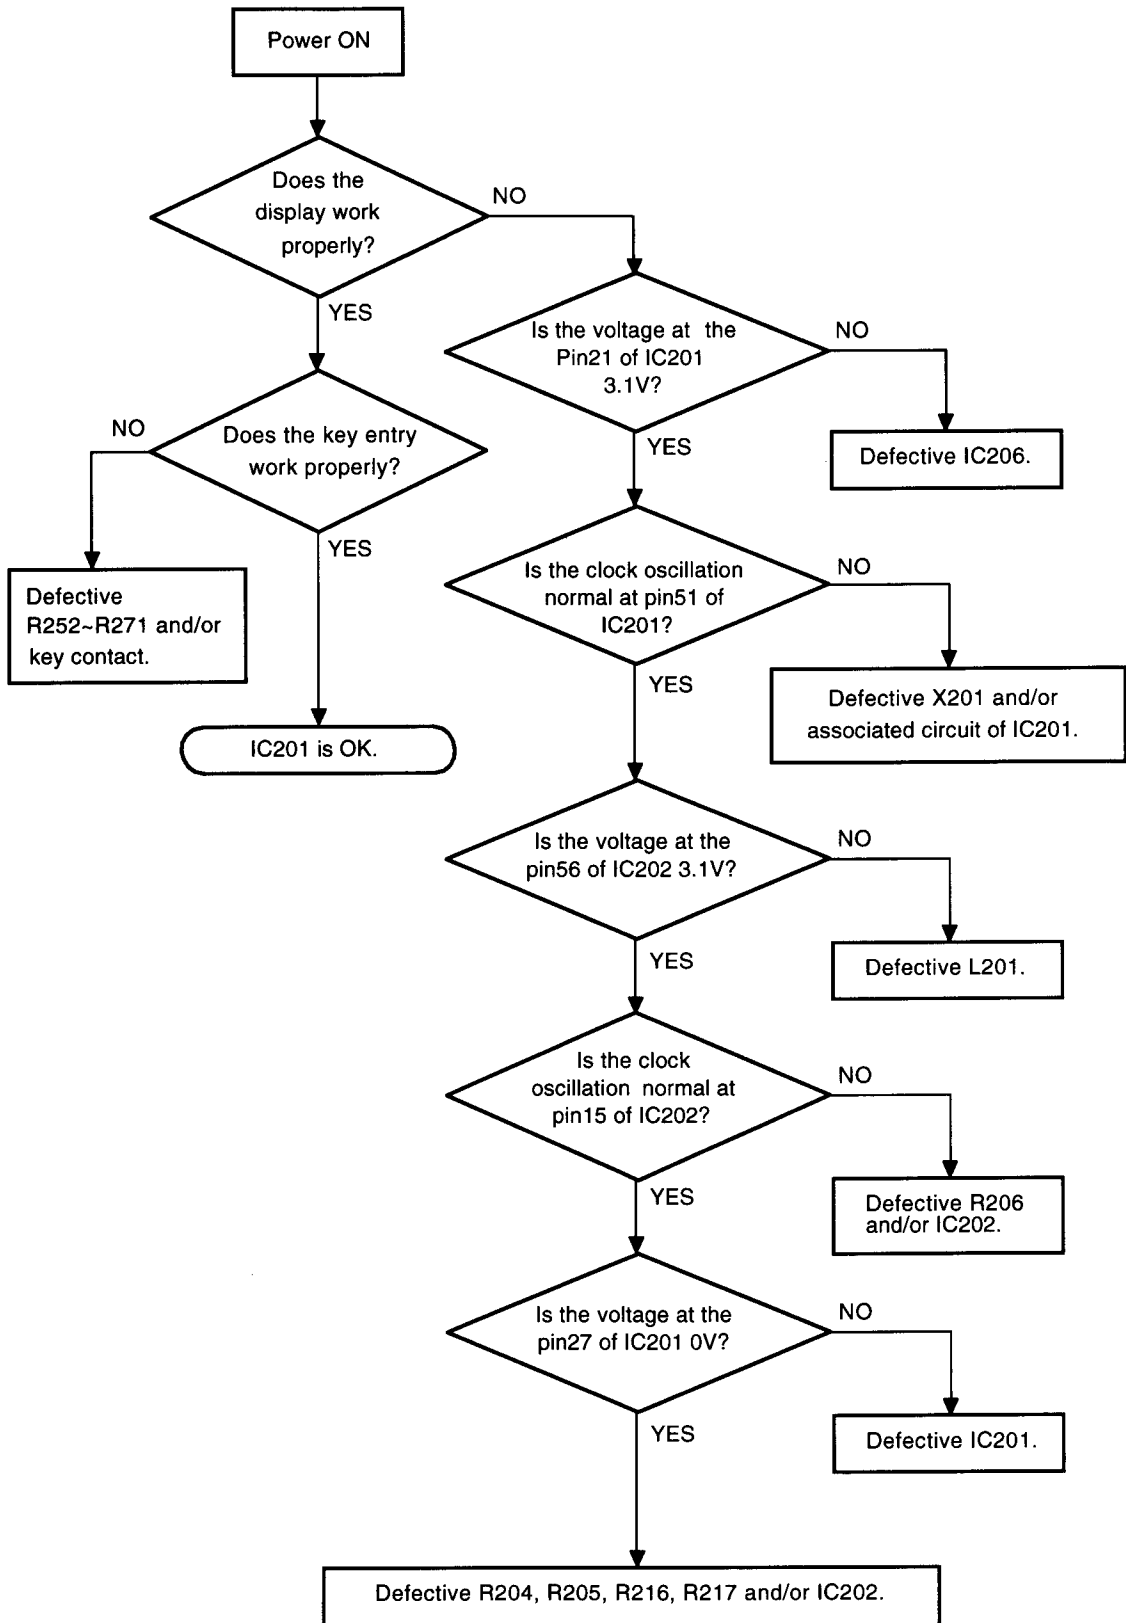 Power ON
Does the
display work
properly?
NO
YES
Is the voltage at the
Pin21 of IC201
3.1V?
NO
YES
Defective IC206.
Does the key entry
work properly?
NO
YES
Defective
R252~R271 and/or
key contact.
IC201 is OK.
Is the clock oscillation
normal at pin51 of
IC201?
NO
YES
Defective X201 and/or
associated circuit of IC201.
Is the voltage at the
pin56 of IC202 3.1V?
NO
YES
Defective L201.
Is the clock
oscillation normal at
pin15 of IC202?
NO
YES
Defective R206
and/or IC202.
Is the voltage at the
pin27 of IC201 0V?
NO
YES
Defective IC201.
Defective R204, R205, R216, R217 and/or IC202.